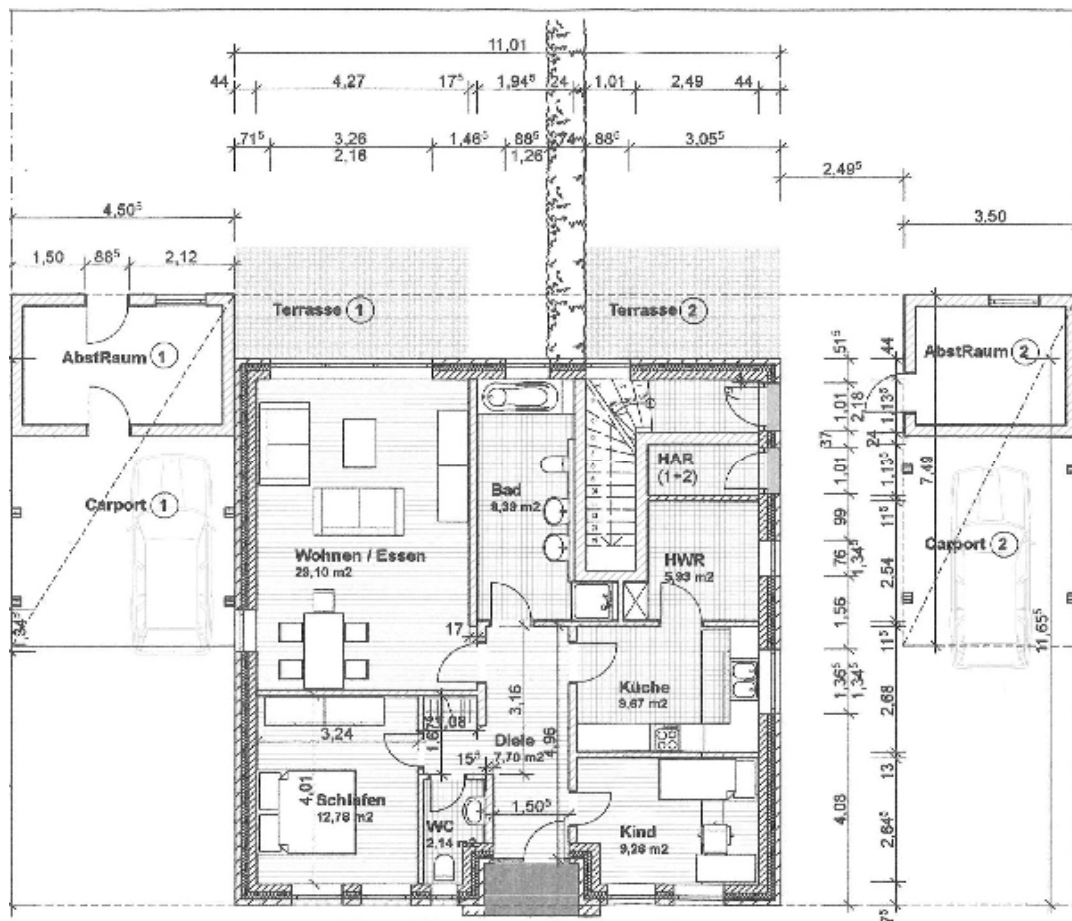 11,01
44 4,27 17⁵ 1,94⁵ 24 1,01 2,49 44
71⁵ 3,26 1,46⁵ 88⁵ 74 88⁵ 3,05⁵
2,18 1,26
2,49⁵
4,50⁵
3,50
1,50 88⁵ 2,12
Terrasse 1
Terrasse 2
AbstRaum 1
AbstRaum 2
51⁵
44
1,01
2,18
1,13⁵
37
24
HAR
(1+2)
1,01
1,13⁵
7,49
Bad
8,39 m2
Carport 1
Carport 2
99
11⁵
Wohnen / Essen
29,10 m2
HWR
5,93 m2
76
1,34⁵
2,54
1,56
1,34⁵
11,65⁵
17
11⁵
Küche
9,67 m2
3,16
1,36⁵
1,34⁵
2,68
1,08
1,67⁵
3,24
Diele
7,70 m2
4,96
15⁵
13
4,01
Schlafen
12,78 m2
1,50⁵
WC
2,14 m2
Kind
9,26 m2
4,08
2,64⁵